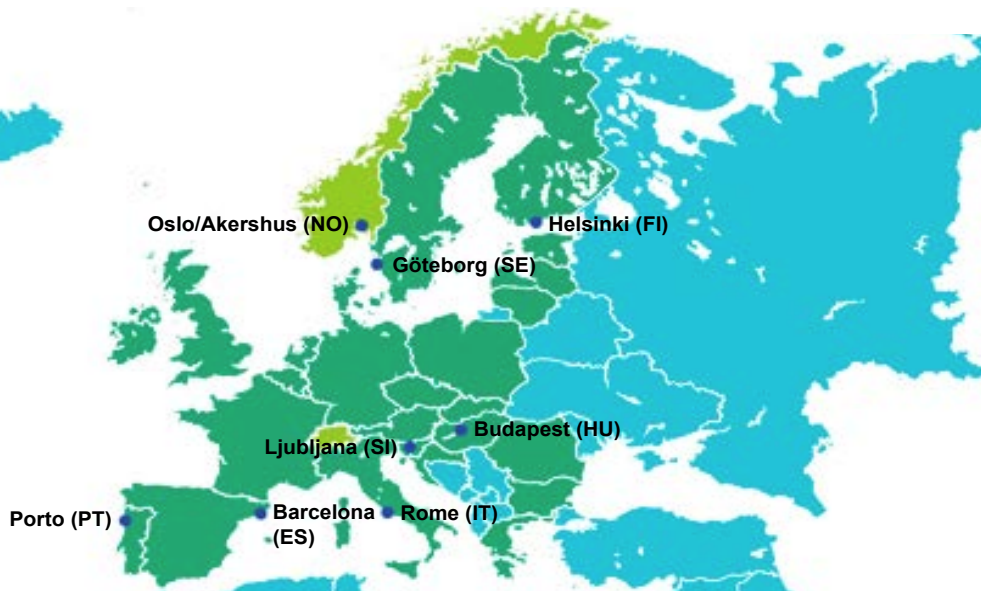 Oslo/Akershus (NO)
Helsinki (FI)
Göteborg (SE)
Budapest (HU)
Ljubljana (SI)
Porto (PT)
Barcelona
(ES)
Rome (IT)